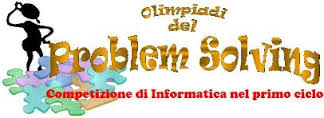 Olimpiadi
del
Problem Solving
Competizione di Informatica nel primo ciclo